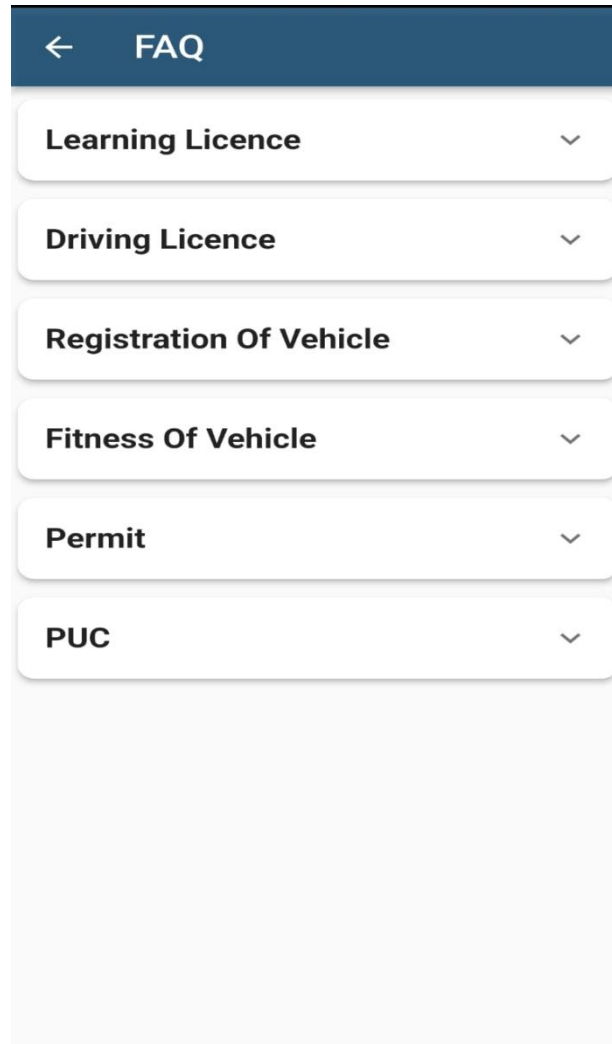 FAQ
Learning Licence
Driving Licence
Registration Of Vehicle
Fitness Of Vehicle
Permit
PUC